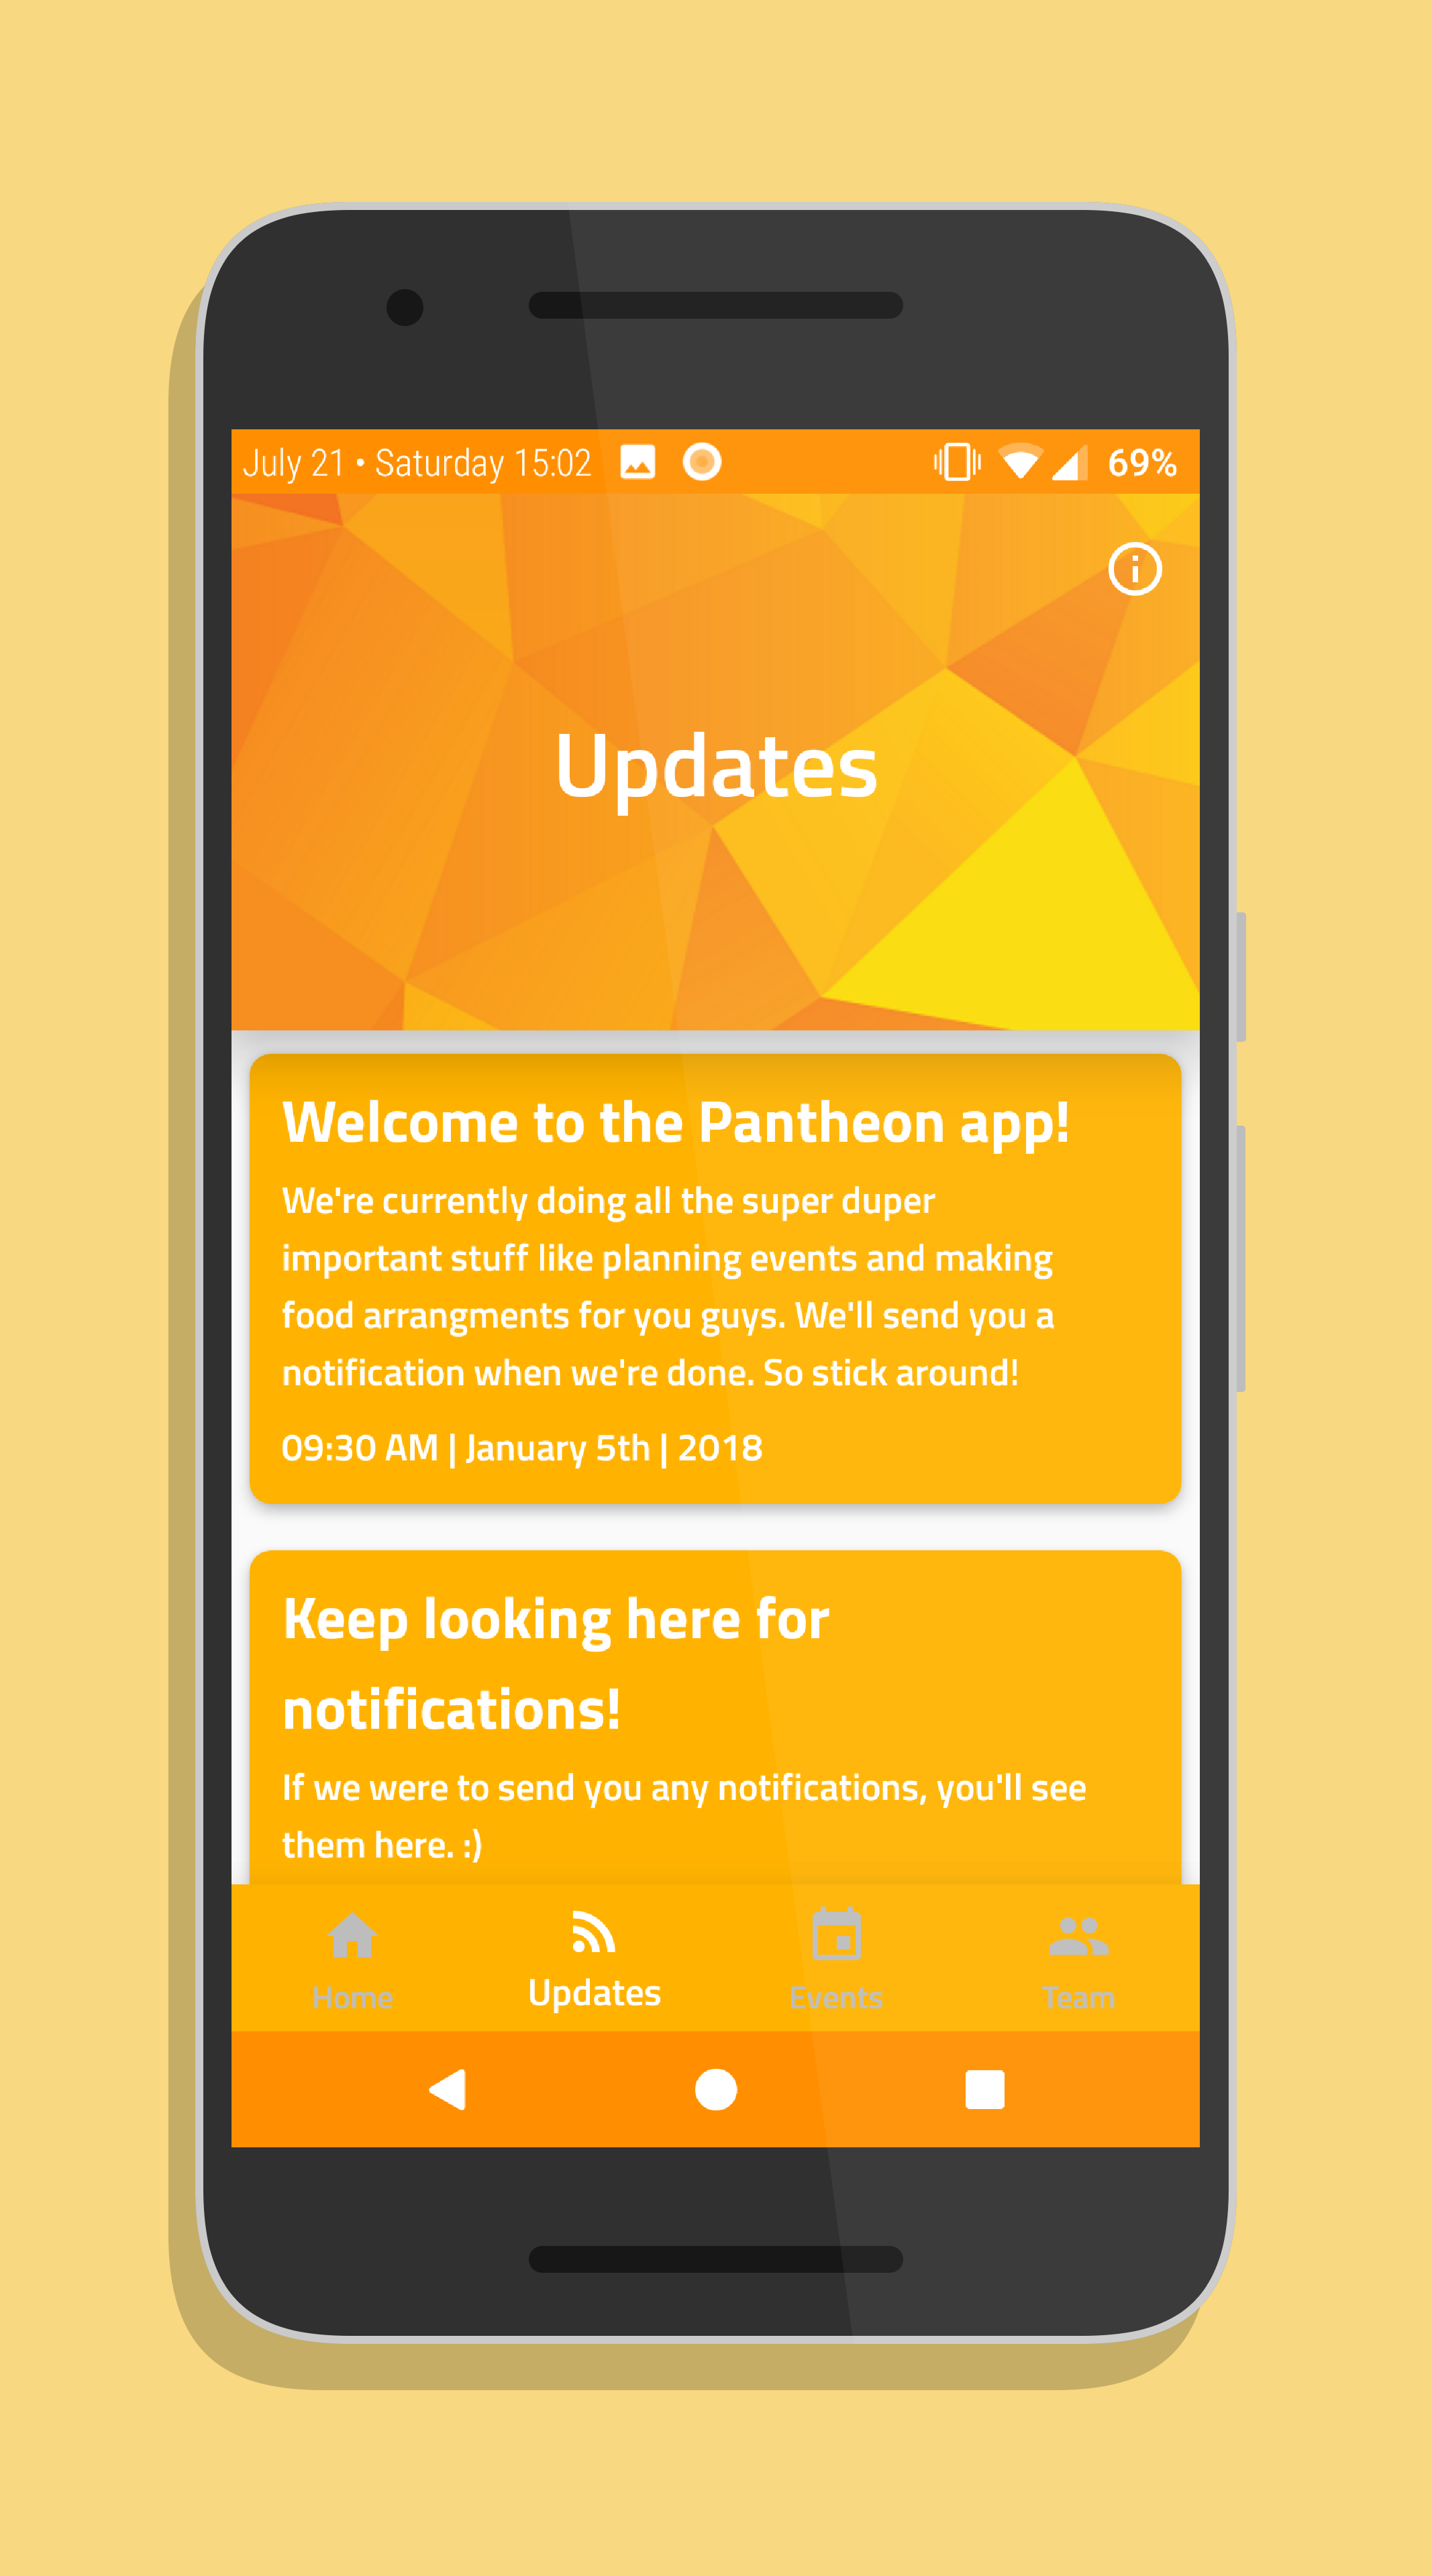 July 21 • Saturday 15:02 69%
Updates
Welcome to the Pantheon app!
We're currently doing all the super duper
important stuff like planning events and making
food arrangments for you guys. We'll send you a
notification when we're done. So stick around!
09:30 AM | January 5th | 2018
Keep looking here for
notifications!
If we were to send you any notifications, you'll see
them here. :)
Home Updates Events Team